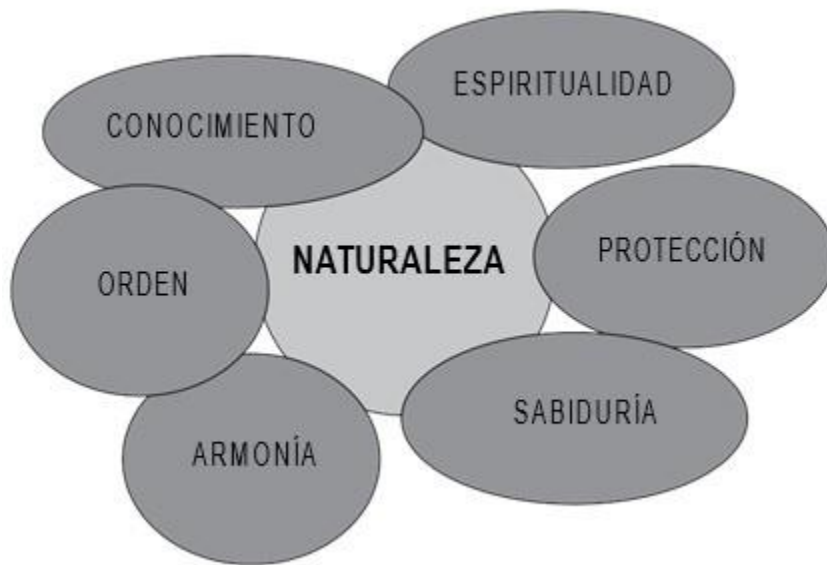 ESPIRITUALIDAD
CONOCIMIENTO
NATURALEZA
PROTECCIÓN
ORDEN
SABIDURÍA
ARMONÍA